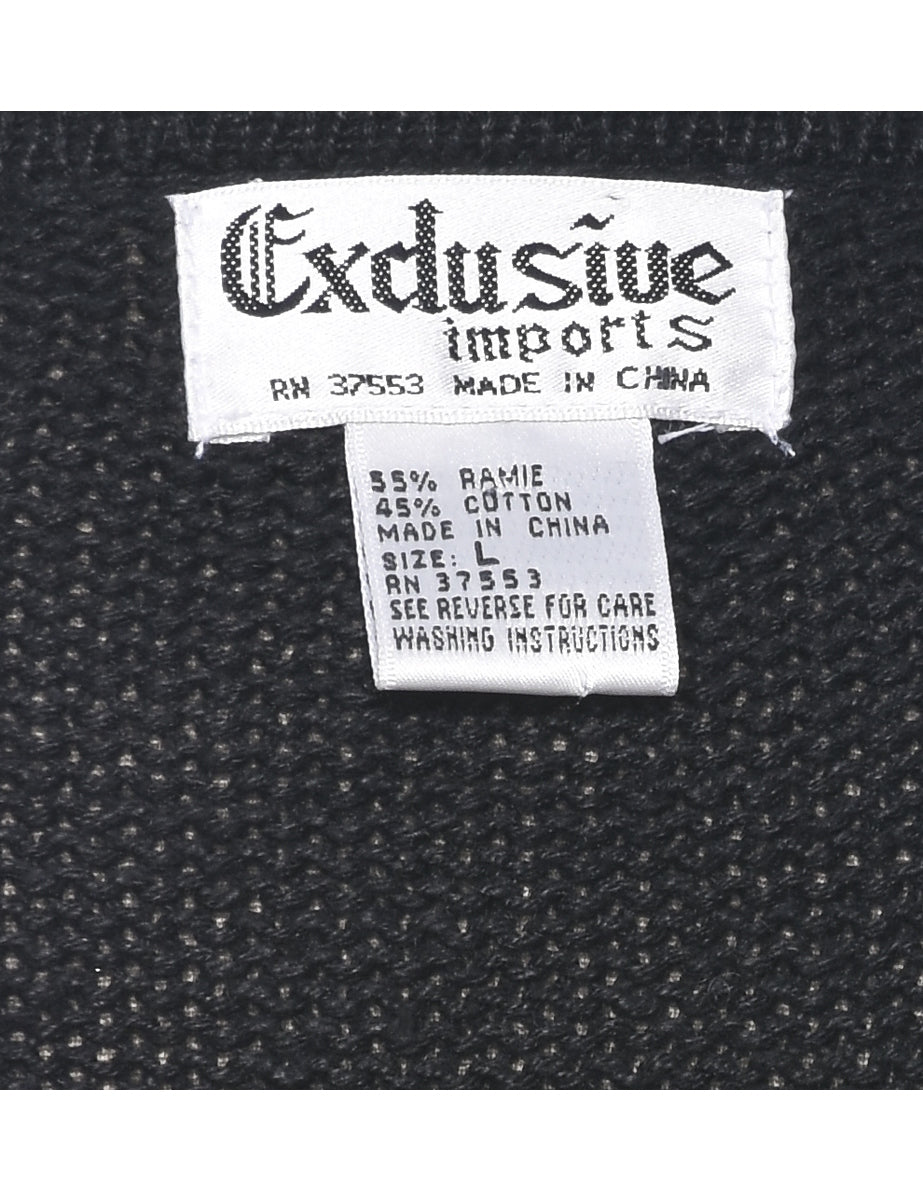 Exclusive
imports
RN 37553 MADE IN CHINA
55% RAMIE
45% COTTON
MADE IN CHINA
SIZE: L
RN 37553
SEE REVERSE FOR CARE
WASHING INSTRUCTIONS